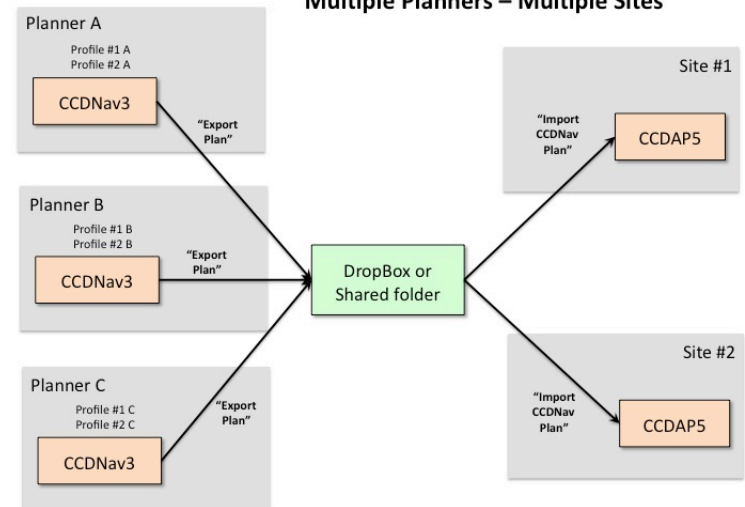 Multiple Planners – Multiple Sites
Planner A
Profile #1 A
Profile #2 A
CCDNav3
“Export
Plan”
Planner B
Profile #1 B
Profile #2 B
CCDNav3
“Export
Plan”
Planner C
Profile #1 C
Profile #2 C
CCDNav3
“Export
Plan”
DropBox or
Shared folder
Site #1
“Import
CCDNav
Plan”
CCDAP5
Site #2
“Import
CCDNav
Plan”
CCDAP5